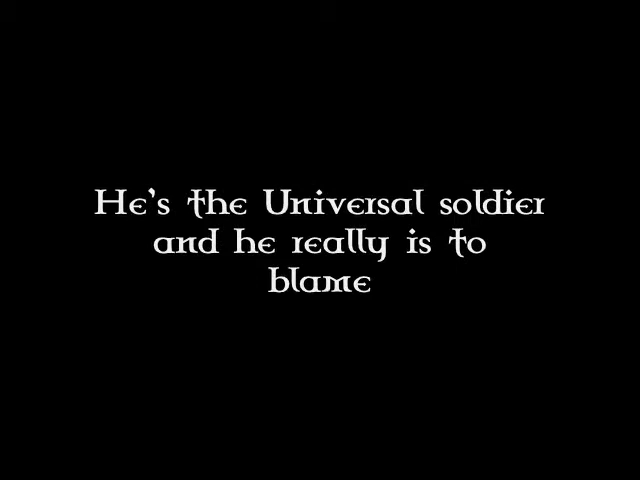 He's the Universal soldier
and he really is to
blame